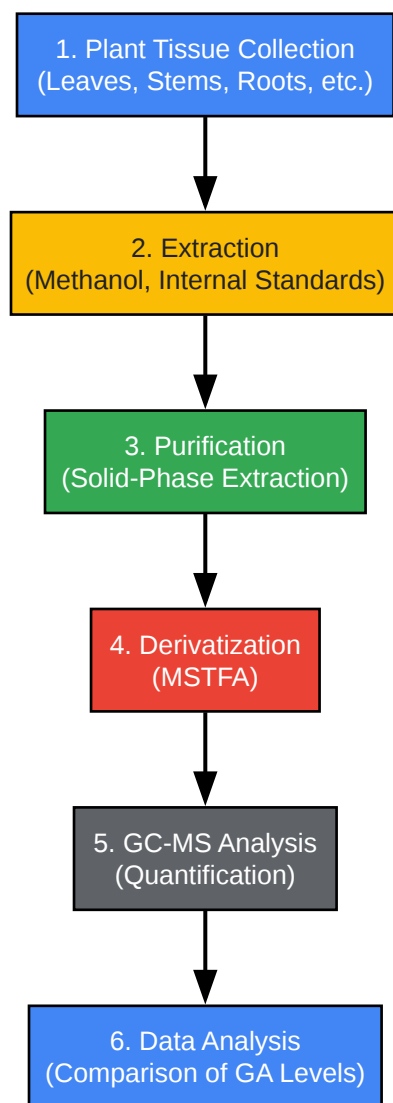 1. Plant Tissue Collection
(Leaves, Stems, Roots, etc.)
2. Extraction
(Methanol, Internal Standards)
3. Purification
(Solid-Phase Extraction)
4. Derivatization
(MSTFA)
5. GC-MS Analysis
(Quantification)
6. Data Analysis
(Comparison of GA Levels)